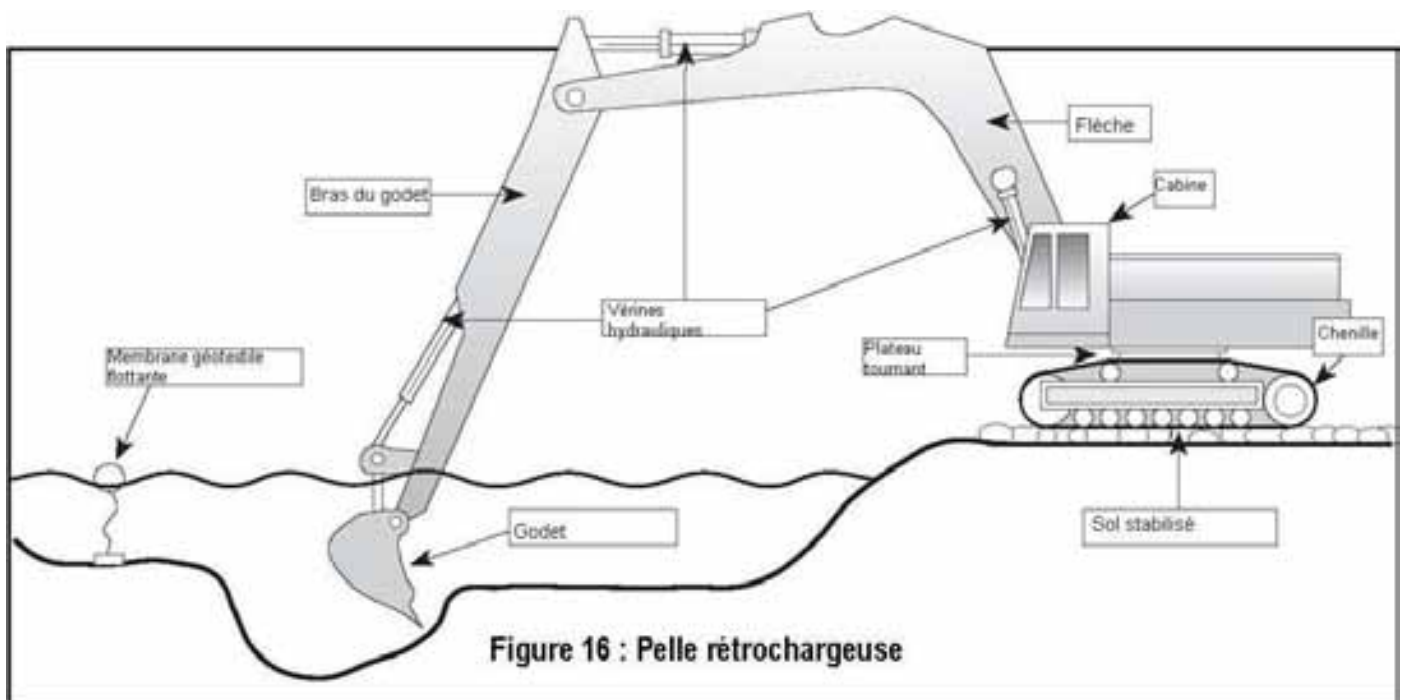 Flèche
Bras du godet
Cabine
Vérines
hydrauliques
Chenille
Plateau
tournant
Membrane géotextile
flottante
Godet
Sol stabilisé
Figure 16 : Pelle rétrochargeuse